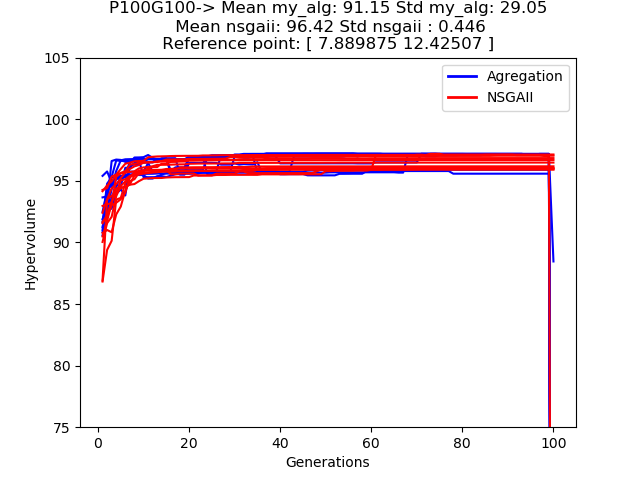 P100G100-> Mean my_alg: 91.15 Std my_alg: 29.05
Mean nsgaii: 96.42 Std nsgaii : 0.446
Reference point: [ 7.889875 12.42507 ]
105
100
95
90
85
80
75
Hypervolume
Agregation
NSGAII
0 20 40 60 80 100
Generations